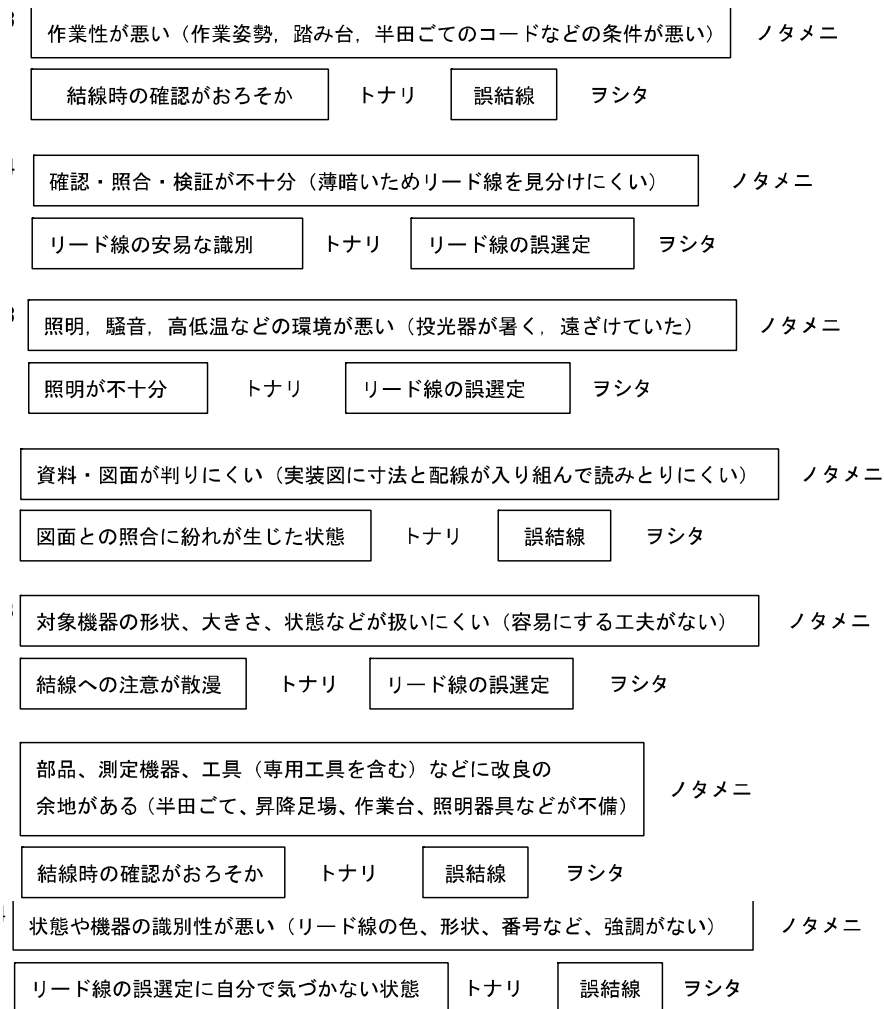 作業性が悪い（作業姿勢，踏み台，半田ごてのコードなどの条件が悪い） ノタメニ
結線時の確認がおろそか トナリ 誤結線 ヲシタ
確認・照合・検証が不十分（薄暗いためリード線を見分けにくい） ノタメニ
リード線の安易な識別 トナリ リード線の誤選定 ヲシタ
照明，騒音，高低温などの環境が悪い（投光器が暑く，遠ざけていた） ノタメニ
照明が不十分 トナリ リード線の誤選定 ヲシタ
資料・図面が判りにくい（実装図に寸法と配線が入り組んで読みとりにくい） ノタメニ
図面との照合に紛れが生じた状態 トナリ 誤結線 ヲシタ
対象機器の形状、大きさ、状態などが扱いにくい（容易にする工夫がない） ノタメニ
結線への注意が散漫 トナリ リード線の誤選定 ヲシタ
部品、測定機器、工具（専用工具を含む）などに改良の
余地がある（半田ごて、昇降足場、作業台、照明器具などが不備） ノタメニ
結線時の確認がおろそか トナリ 誤結線 ヲシタ
状態や機器の識別性が悪い（リード線の色、形状、番号など、強調がない） ノタメニ
リード線の誤選定に自分で気づかない状態 トナリ 誤結線 ヲシタ